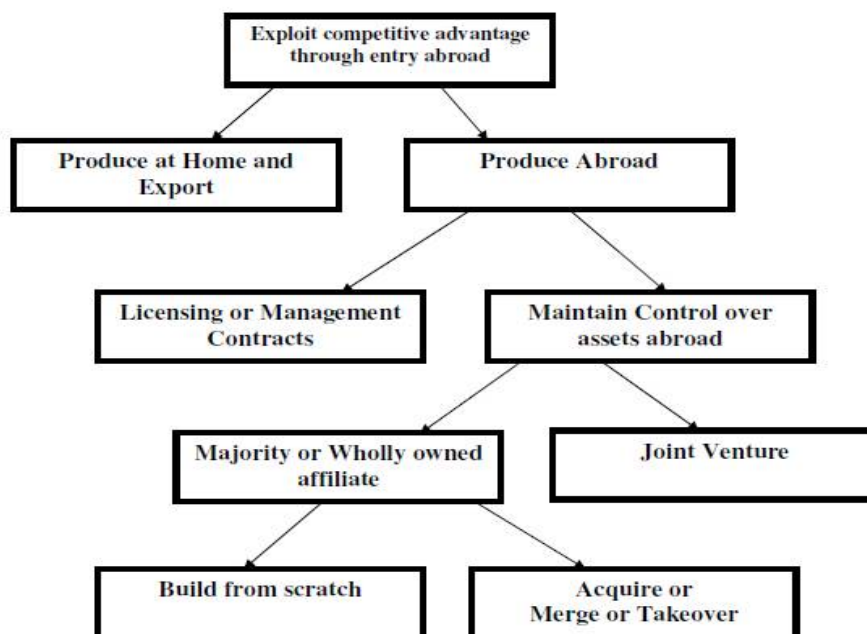 Exploit competitive advantage
through entry abroad
Produce at Home and
Export
Produce Abroad
Licensing or Management
Contracts
Maintain Control over
assets abroad
Majority or Wholly owned
affiliate
Joint Venture
Build from scratch
Acquire or
Merge or Takeover